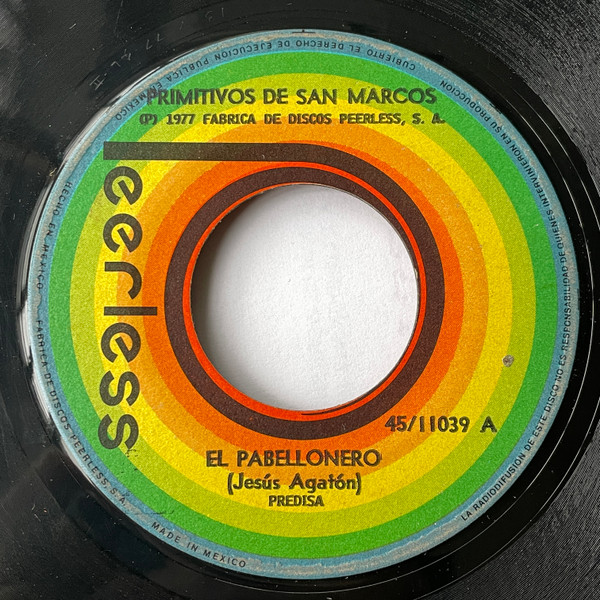 PRIMITIVOS DE SAN MARCOS
(P) 1977 FABRICA DE DISCOS PEERLESS, S. A.
Peerless
45/11039 A
EL PABELLONERO
(Jesús Agatón)
PREDISA
CUBIERTO EL DERECHO DE EJECUCION PUBLICA EN MEXICO
HECHO EN MEXICO
FABRICA DE DISCOS PEERLESS, S.A.
MADE IN MEXICO
LA RADIODIFUSION DE ESTE DISCO NO ES RESPONSABILIDAD DE QUIENES INTERVINIERON EN SU PRODUCCION